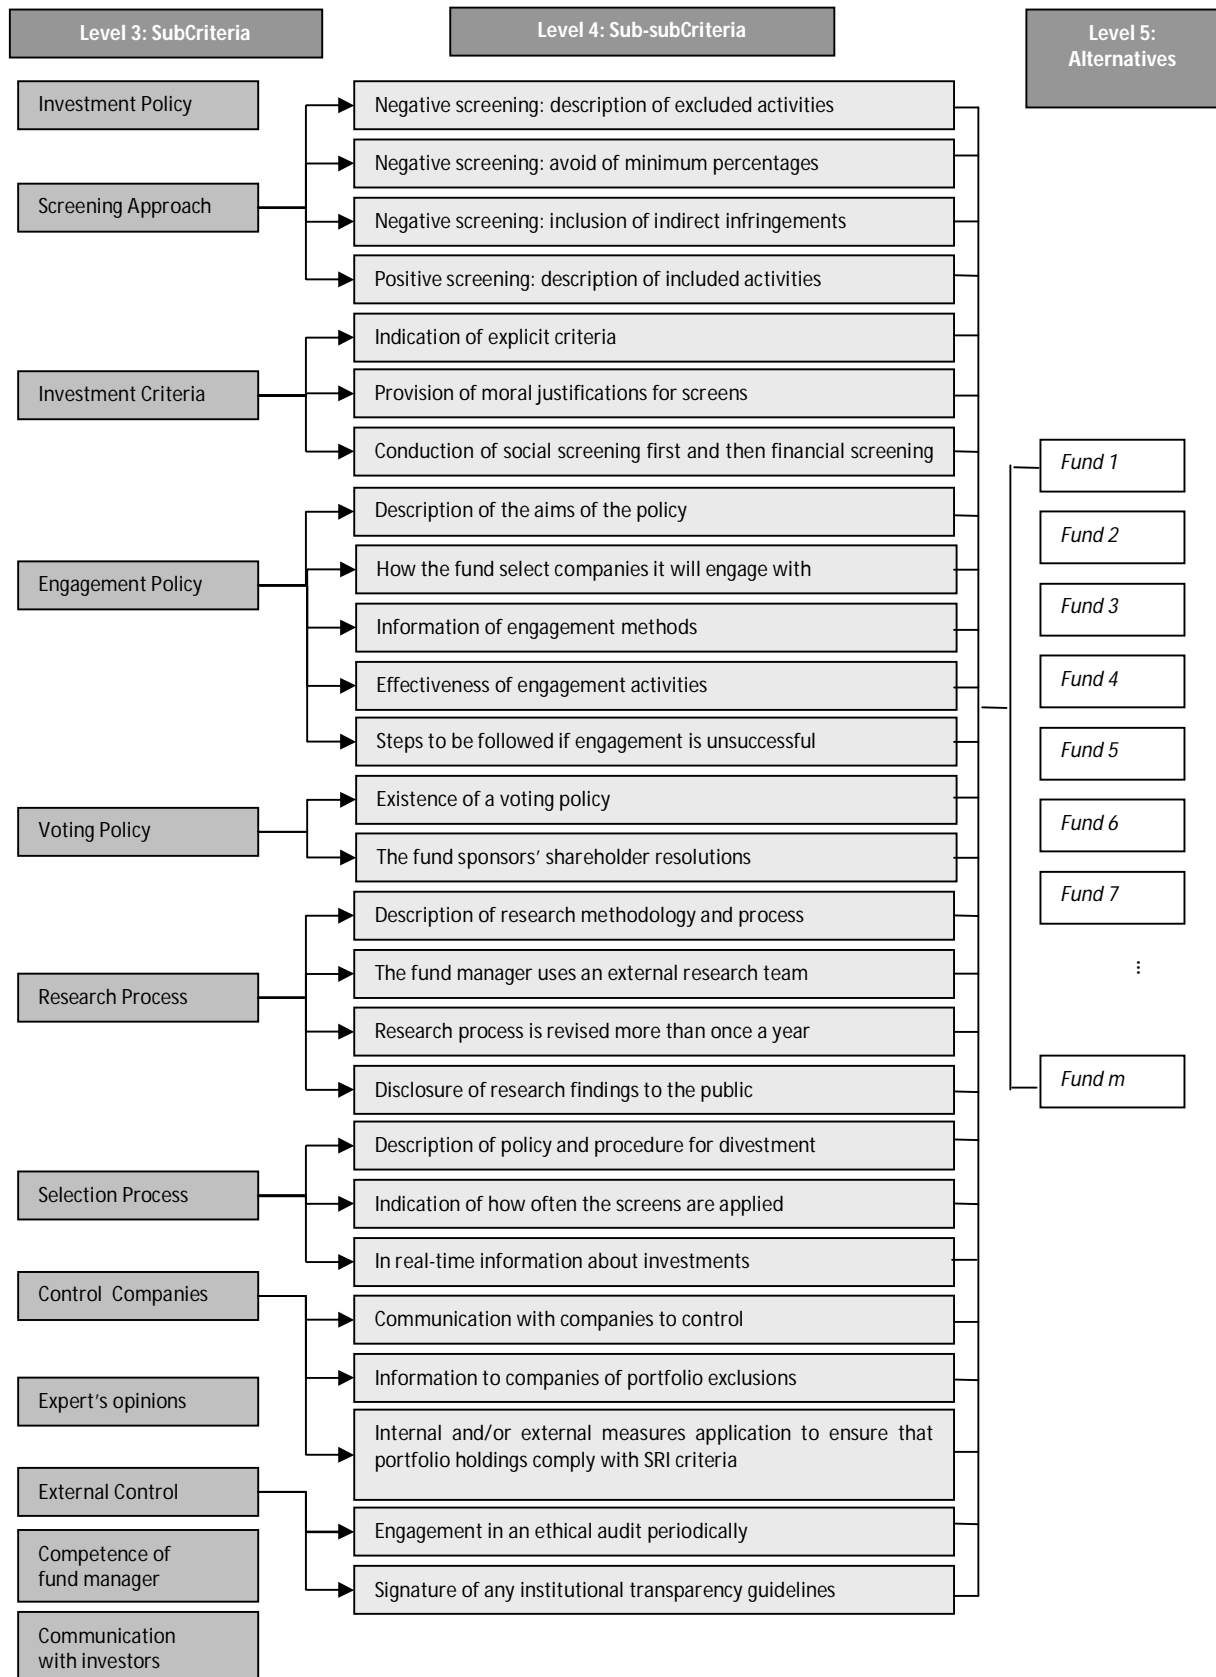 Level 3: SubCriteria
Level 4: Sub-subCriteria
Level 5:
Alternatives
Investment Policy
Screening Approach
Investment Criteria
Engagement Policy
Voting Policy
Research Process
Selection Process
Control  Companies
Expert's opinions
External Control
Competence of
fund manager
Communication
with investors
Negative screening: description of excluded activities
Negative screening: avoid of minimum percentages
Negative screening: inclusion of indirect infringements
Positive screening: description of included activities
Indication of explicit criteria
Provision of moral justifications for screens
Conduction of social screening first and then financial screening
Description of the aims of the policy
How the fund select companies it will engage with
Information of engagement methods
Effectiveness of engagement activities
Steps to be followed if engagement is unsuccessful
Existence of a voting policy
The fund sponsors' shareholder resolutions
Description of research methodology and process
The fund manager uses an external research team
Research process is revised more than once a year
Disclosure of research findings to the public
Description of policy and procedure for divestment
Indication of how often the screens are applied
In real-time information about investments
Communication with companies to control
Information to companies of portfolio exclusions
Internal and/or external measures application to ensure that
portfolio holdings comply with SRI criteria
Engagement in an ethical audit periodically
Signature of any institutional transparency guidelines
Fund 1
Fund 2
Fund 3
Fund 4
Fund 5
Fund 6
Fund 7
...
Fund m